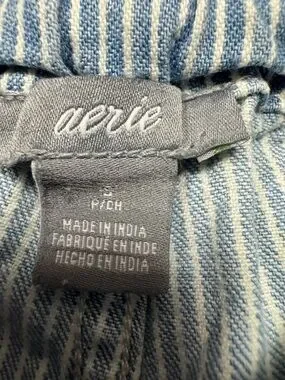 aerie
S
P/CH
MADE IN INDIA
FABRIQUÉ EN INDE
HECHO EN INDIA